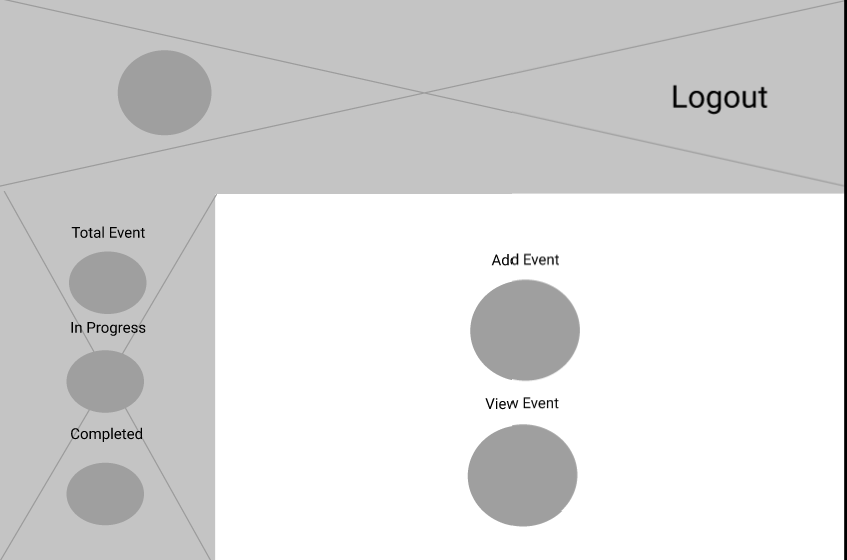 Logout
Total Event
In Progress
Completed
Add Event
View Event